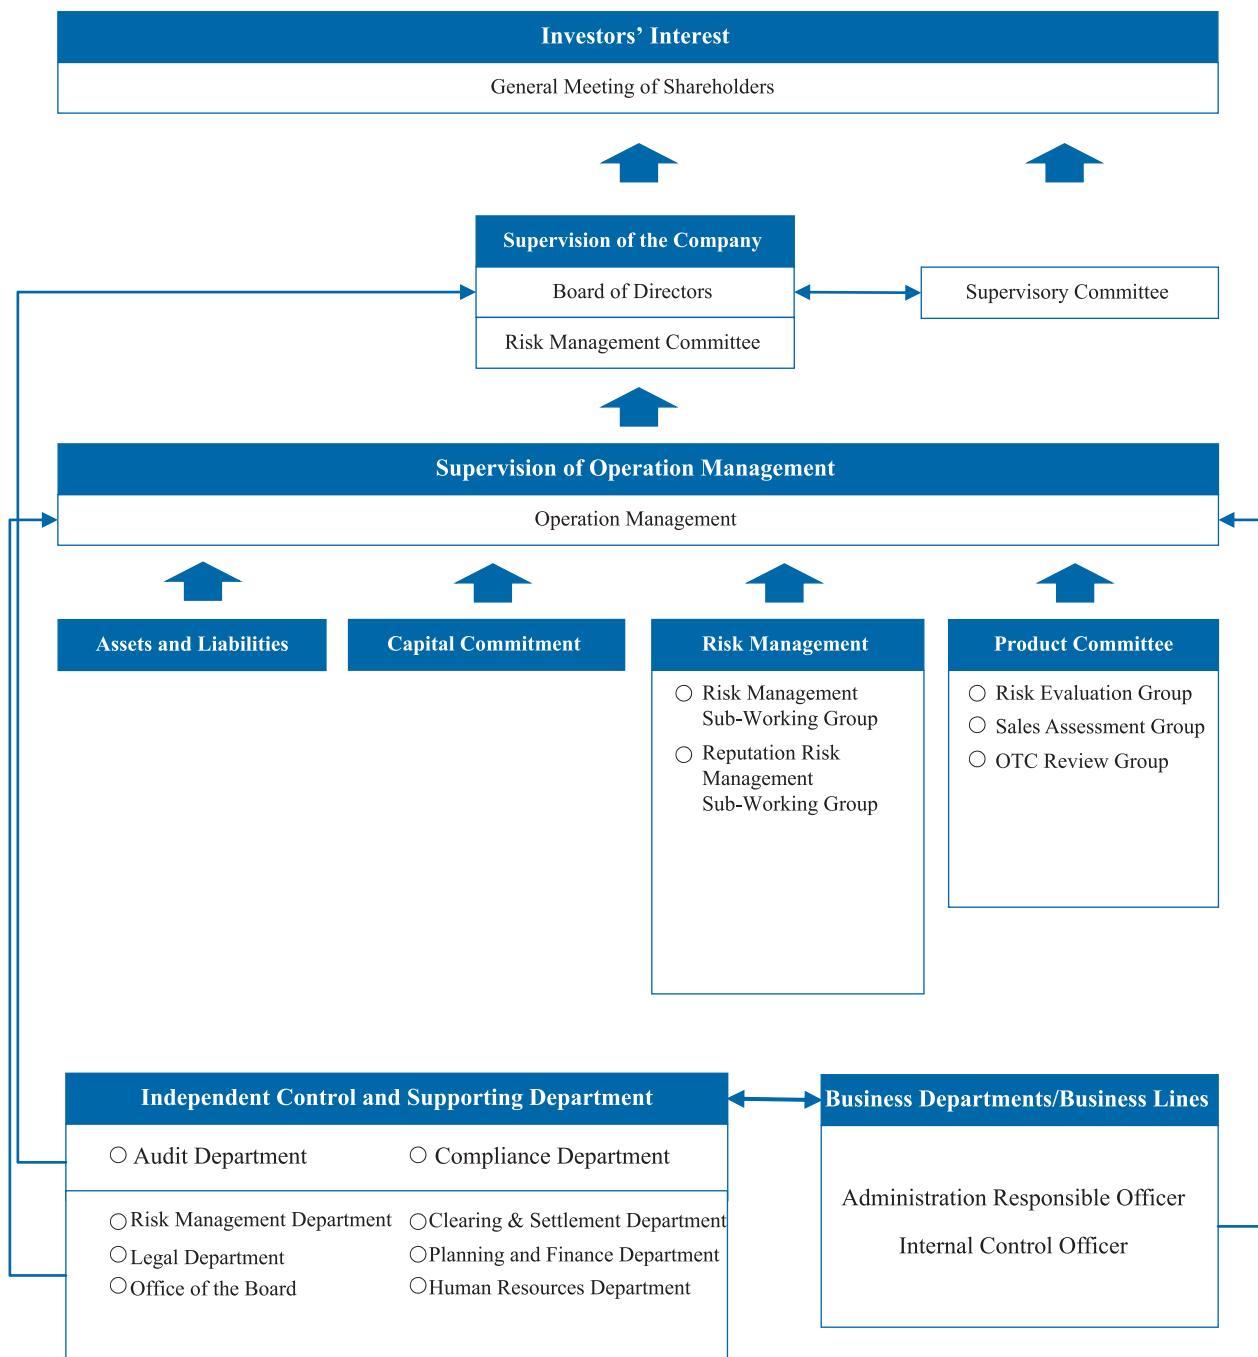 Investors’ Interest
General Meeting of Shareholders
Supervision of the Company
Board of Directors
Supervisory Committee
Risk Management Committee
Supervision of Operation Management
Operation Management
Assets and Liabilities
Capital Commitment
Risk Management
Risk Management
Sub-Working Group
Reputation Risk
Management
Sub-Working Group
Product Committee
Risk Evaluation Group
Sales Assessment Group
OTC Review Group
Independent Control and Supporting Department
Audit Department
Compliance Department
Risk Management Department
Clearing & Settlement Department
Legal Department
Planning and Finance Department
Office of the Board
Human Resources Department
Business Departments/Business Lines
Administration Responsible Officer
Internal Control Officer